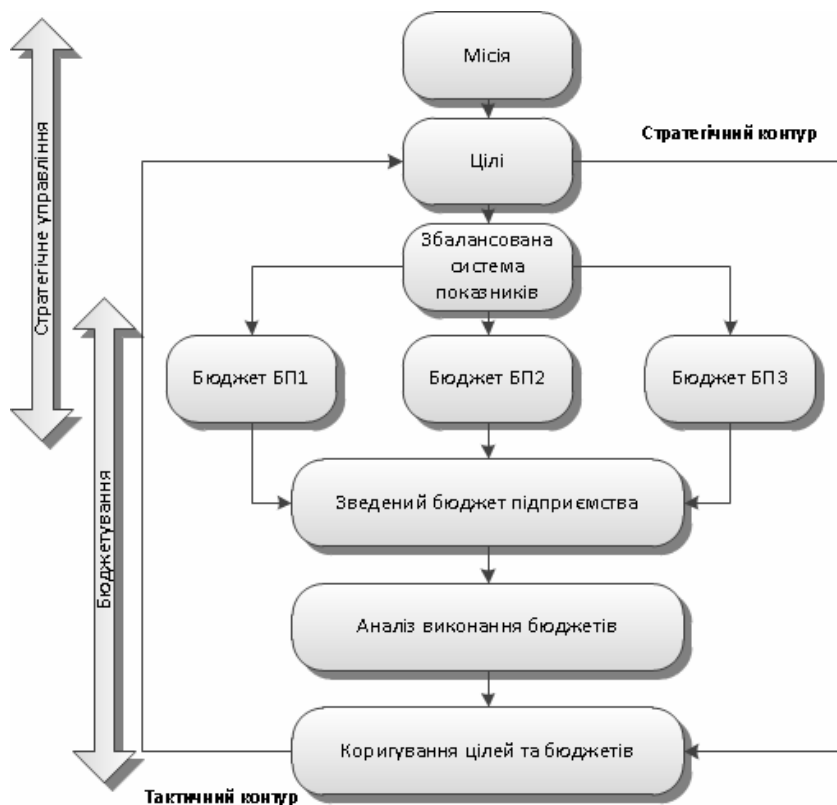 Місія
Цілі
Стратегічний контур
Збалансована
система
показників
Стратегічне управління
Бюджет БП1
Бюджет БП2
Бюджет БП3
Зведений бюджет підприємства
Бюджетування
Аналіз виконання бюджетів
Коригування цілей та бюджетів
Тактичний контур